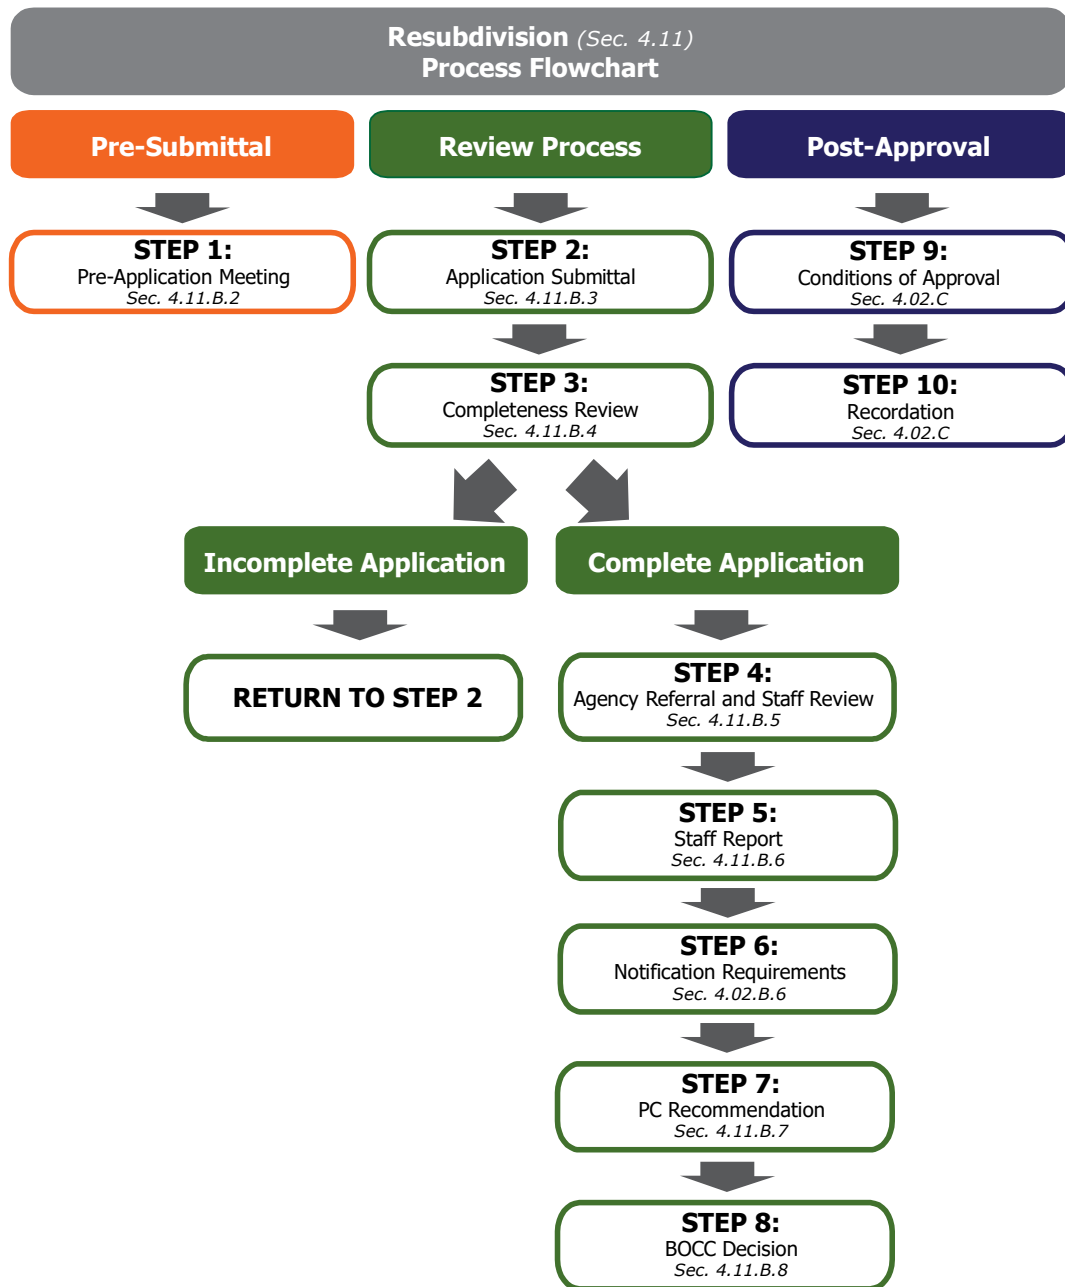 Resubdivision (Sec. 4.11)
Process Flowchart
Pre-Submittal
Review Process
Post-Approval
STEP 1:
Pre-Application Meeting
Sec. 4.11.B.2
STEP 2:
Application Submittal
Sec. 4.11.B.3
STEP 9:
Conditions of Approval
Sec. 4.02.C
STEP 3:
Completeness Review
Sec. 4.11.B.4
STEP 10:
Recordation
Sec. 4.02.C
Incomplete Application
Complete Application
RETURN TO STEP 2
STEP 4:
Agency Referral and Staff Review
Sec. 4.11.B.5
STEP 5:
Staff Report
Sec. 4.11.B.6
STEP 6:
Notification Requirements
Sec. 4.02.B.6
STEP 7:
PC Recommendation
Sec. 4.11.B.7
STEP 8:
BOCC Decision
Sec. 4.11.B.8